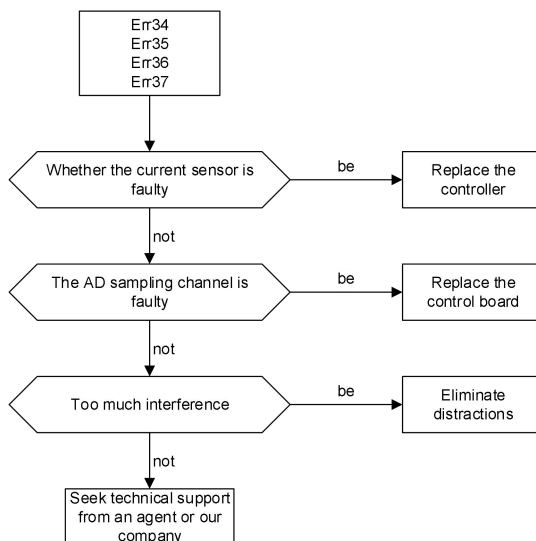 Err34
Err35
Err36
Err37
Whether the current sensor is
faulty
be
Replace the
controller
not
The AD sampling channel is
faulty
be
Replace the
control board
not
Too much interference
be
Eliminate
distractions
not
Seek technical support
from an agent or our
company